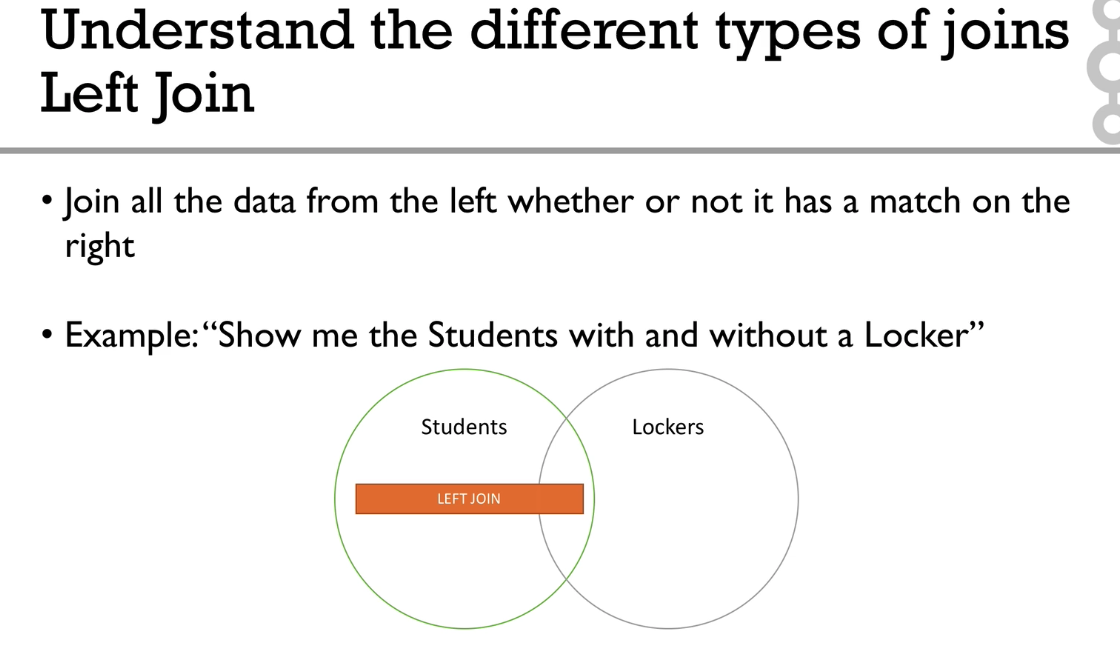 Understand the different types of joins
Left Join
• Join all the data from the left whether or not it has a match on the
right
• Example: “Show me the Students with and without a Locker”
Students
Lockers
LEFT JOIN